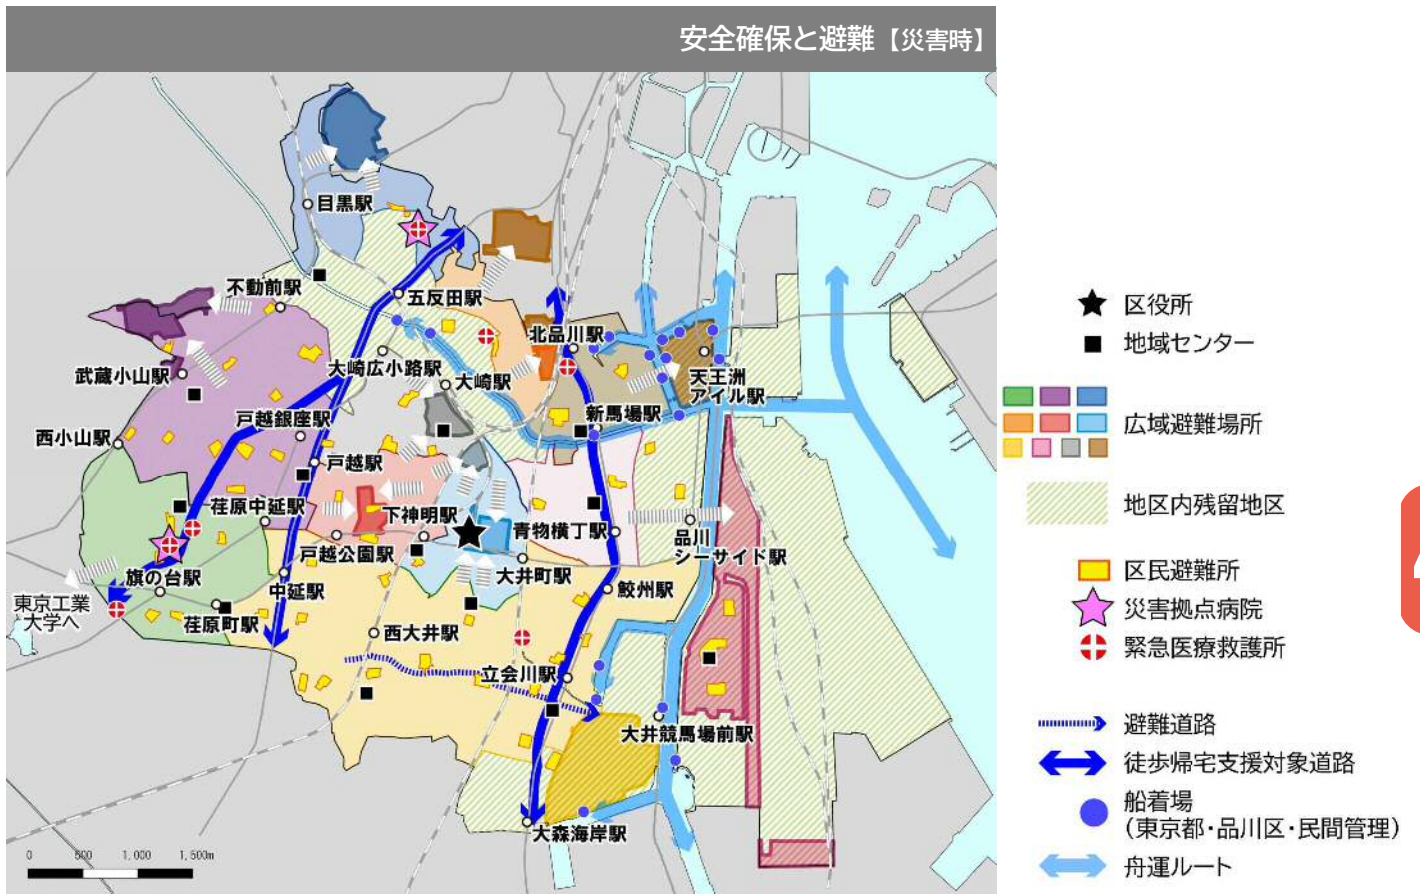 安全確保と避難【災害時】
目黒駅
不動前駅
五反田駅
北品川駅
武蔵小山駅
大崎広小路駅
大崎駅
天王洲
アイル駅
戸越銀座駅
新馬場駅
西小山駅
戸越駅
荏原中延駅
下神明駅
青物横丁駅
品川
シーサイド駅
戸越公園駅
大井町駅
旗の台駅
中延駅
鮫州駅
東京工業
大学へ
荏原町駅
西大井駅
立会川駅
大井競馬場前駅
大森海岸駅
0 500 1,000 1,500m
区役所
地域センター
広域避難場所
地区内残留地区
区民避難所
災害拠点病院
緊急医療救護所
避難道路
徒歩帰宅支援対象道路
船着場
(東京都・品川区・民間管理)
舟運ルート